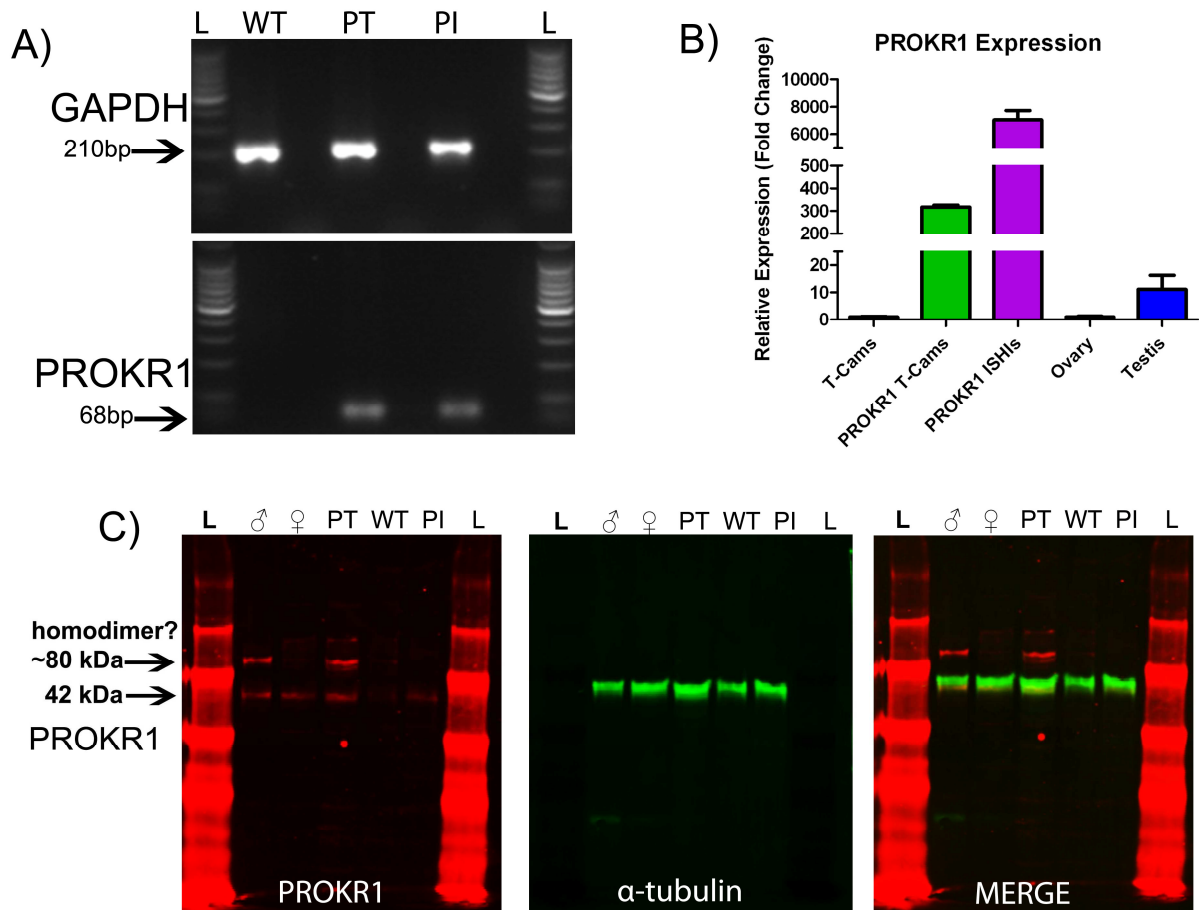 A)
L WT PT PI L
GAPDH
210bp
PROKR1
68bp
B)
PROKR1 Expression
Relative Expression (Fold Change)
10000
8000
6000
500
400
300
200
20
10
0
T-Cams
PROKR1 T-Cams
PROKR1 ISHIs
Ovary
Testis
C)
L ♂ ♀ PT WT PI L
homodimer?
~80 kDa
42 kDa
PROKR1
PROKR1
L ♂ ♀ PT WT PI L
α-tubulin
L ♂ ♀ PT WT PI L
MERGE